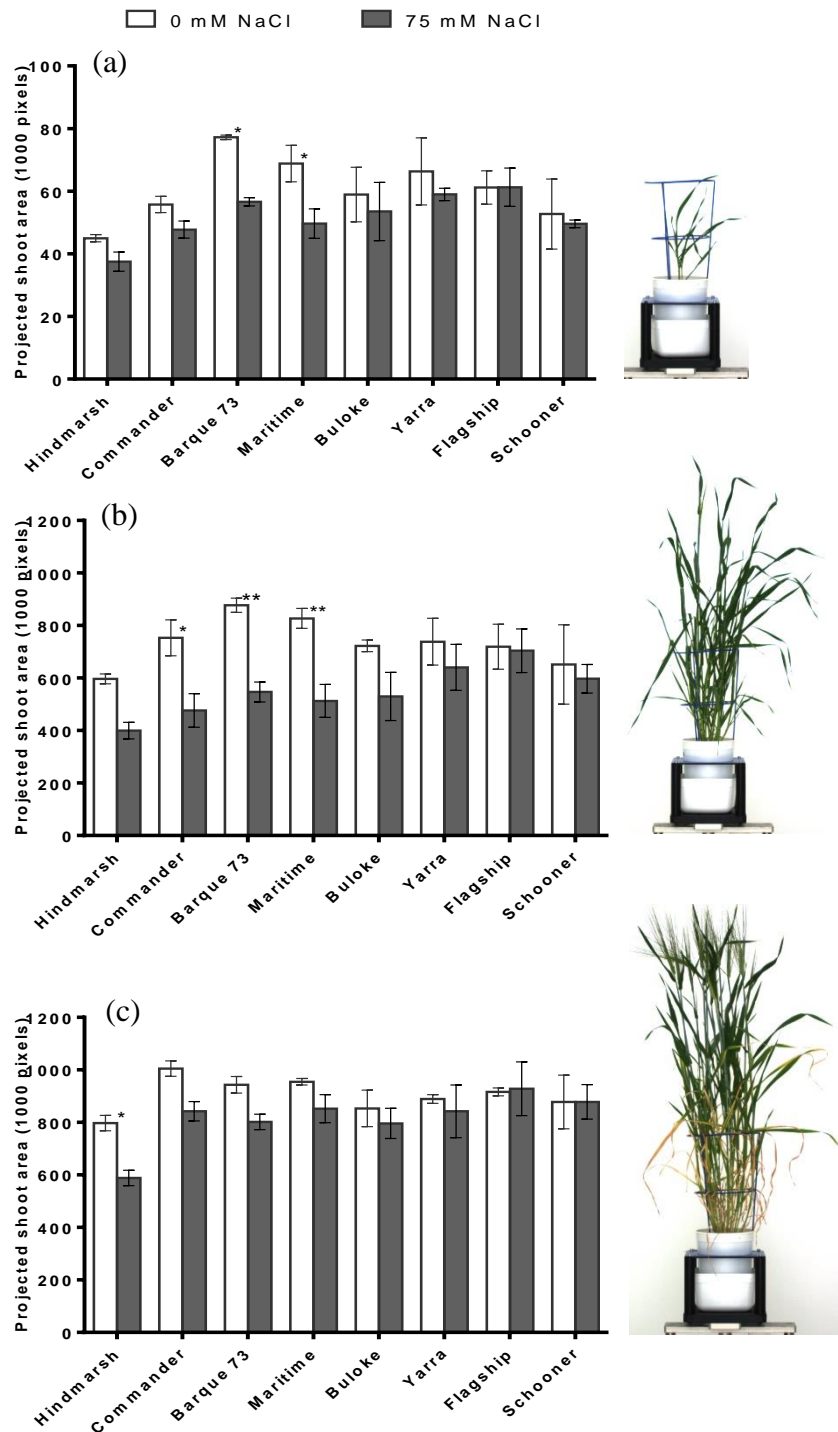 0 mM NaCl 75 mM NaCl
(a)
Projected shoot area (1000 pixels)
100
80
60
40
20
0
*
*
Hindmarsh
Commander
Barque 73
Maritime
Buloke
Yarra
Flagship
Schooner
(b)
Projected shoot area (1000 pixels)
1200
1000
800
600
400
200
0
*
**
**
Hindmarsh
Commander
Barque 73
Maritime
Buloke
Yarra
Flagship
Schooner
(c)
Projected shoot area (1000 pixels)
1200
1000
800
600
400
200
0
*
Hindmarsh
Commander
Barque 73
Maritime
Buloke
Yarra
Flagship
Schooner